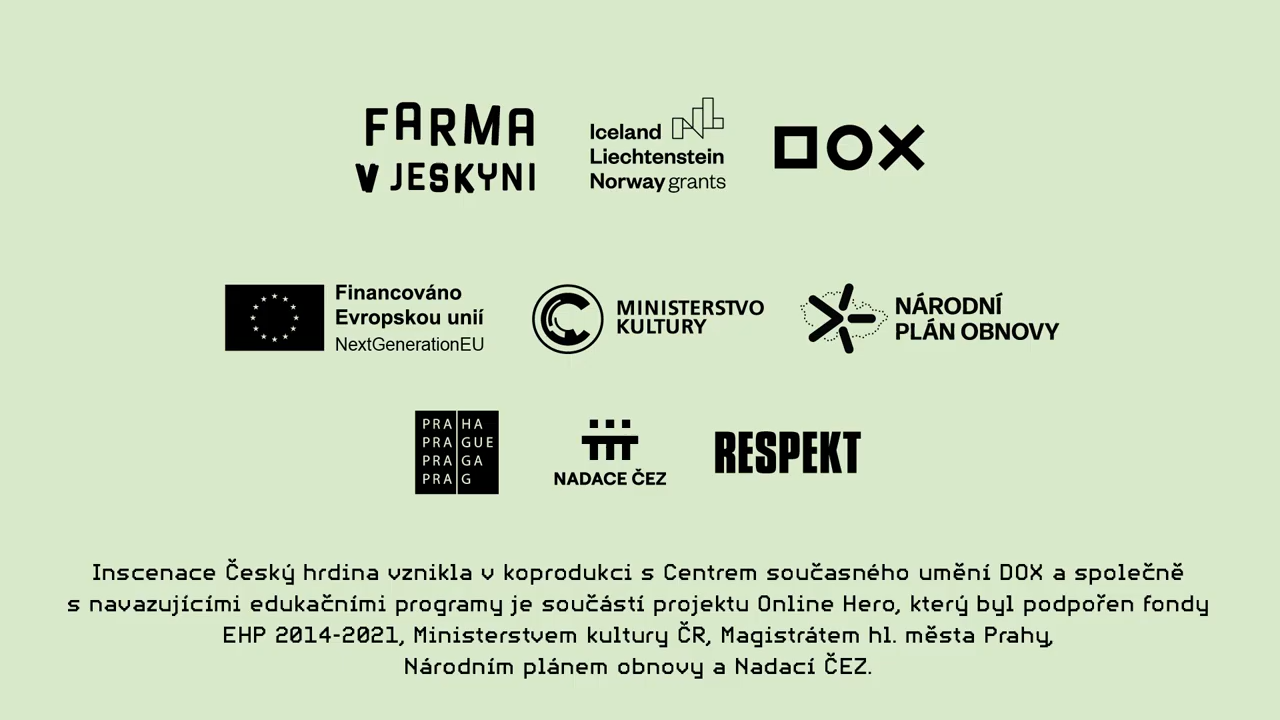 FARMA
V JESKYNI
Iceland
Liechtenstein
Norway grants
DOX
Financováno
Evropskou unií
NextGenerationEU
MINISTERSTVO
KULTURY
NÁRODNÍ
PLÁN OBNOVY
PRA HA
PRA GUE
PRA GA
PRA G
NADACE ČEZ
RESPEKT
Inscenace Český hrdina vznikla v koprodukci s Centrem současného umění DOX a společně
s navazujícími edukačními programy je součástí projektu Online Hero, který byl podpořen fondy
EHP 2014-2021, Ministerstvem kultury ČR, Magistrátem hl. města Prahy,
Národním plánem obnovy a Nadací ČEZ.